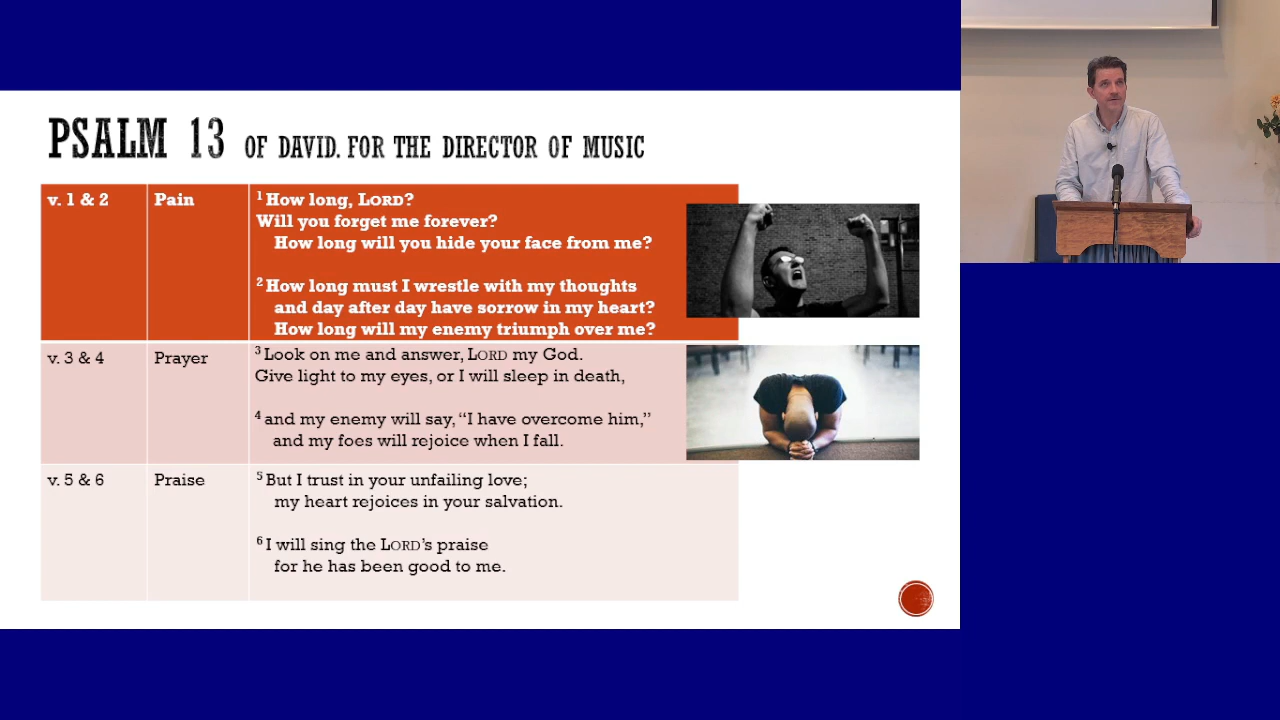 PSALM 13 OF DAVID. FOR THE DIRECTOR OF MUSIC
v. 1 & 2
Pain
1 How long, LORD?
Will you forget me forever?
How long will you hide your face from me?
2 How long must I wrestle with my thoughts
and day after day have sorrow in my heart?
How long will my enemy triumph over me?
v. 3 & 4
Prayer
3 Look on me and answer, LORD my God.
Give light to my eyes, or I will sleep in death,
4 and my enemy will say, “I have overcome him,”
and my foes will rejoice when I fall.
v. 5 & 6
Praise
5 But I trust in your unfailing love;
my heart rejoices in your salvation.
6 I will sing the LORD’s praise
for he has been good to me.